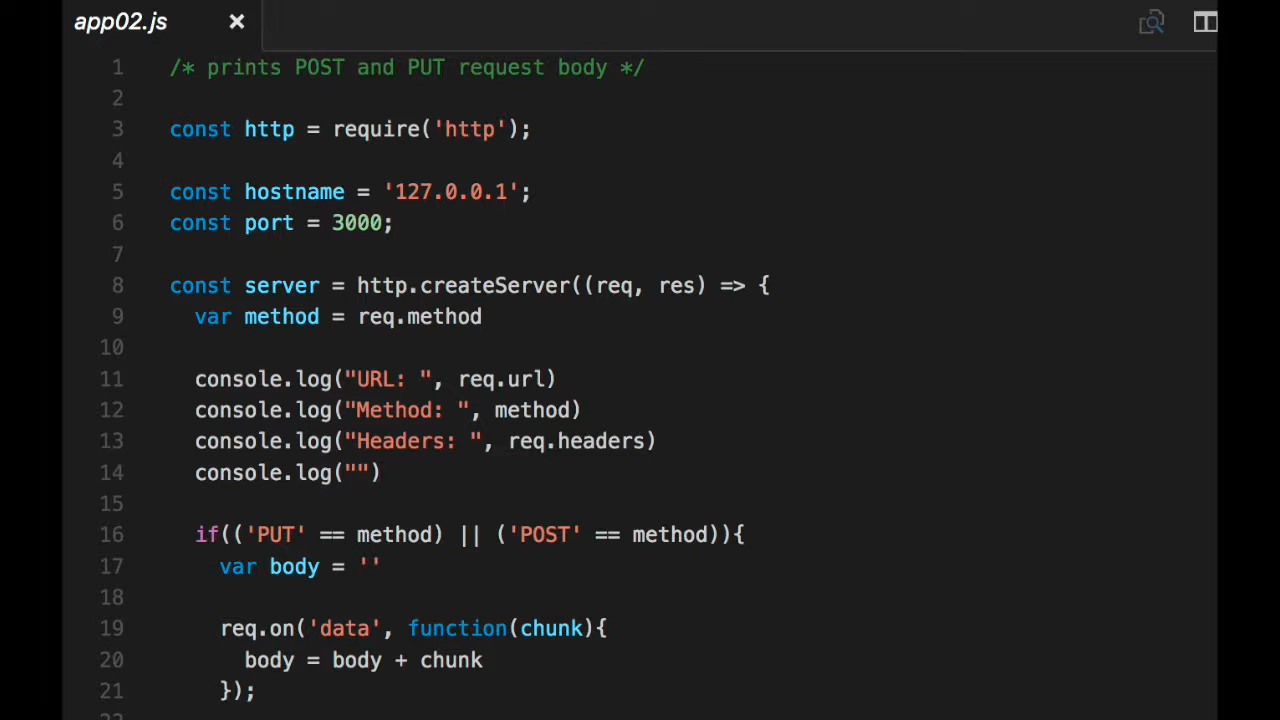 app02.js
1 /* prints POST and PUT request body */
2
3 const http = require('http');
4
5 const hostname = '127.0.0.1';
6 const port = 3000;
7
8 const server = http.createServer((req, res) => {
9 var method = req.method
10
11 console.log("URL: ", req.url)
12 console.log("Method: ", method)
13 console.log("Headers: ", req.headers)
14 console.log("")
15
16 if(('PUT' == method) || ('POST' == method)){
17 var body = ''
18
19 req.on('data', function(chunk){
20 body = body + chunk
21 });
22